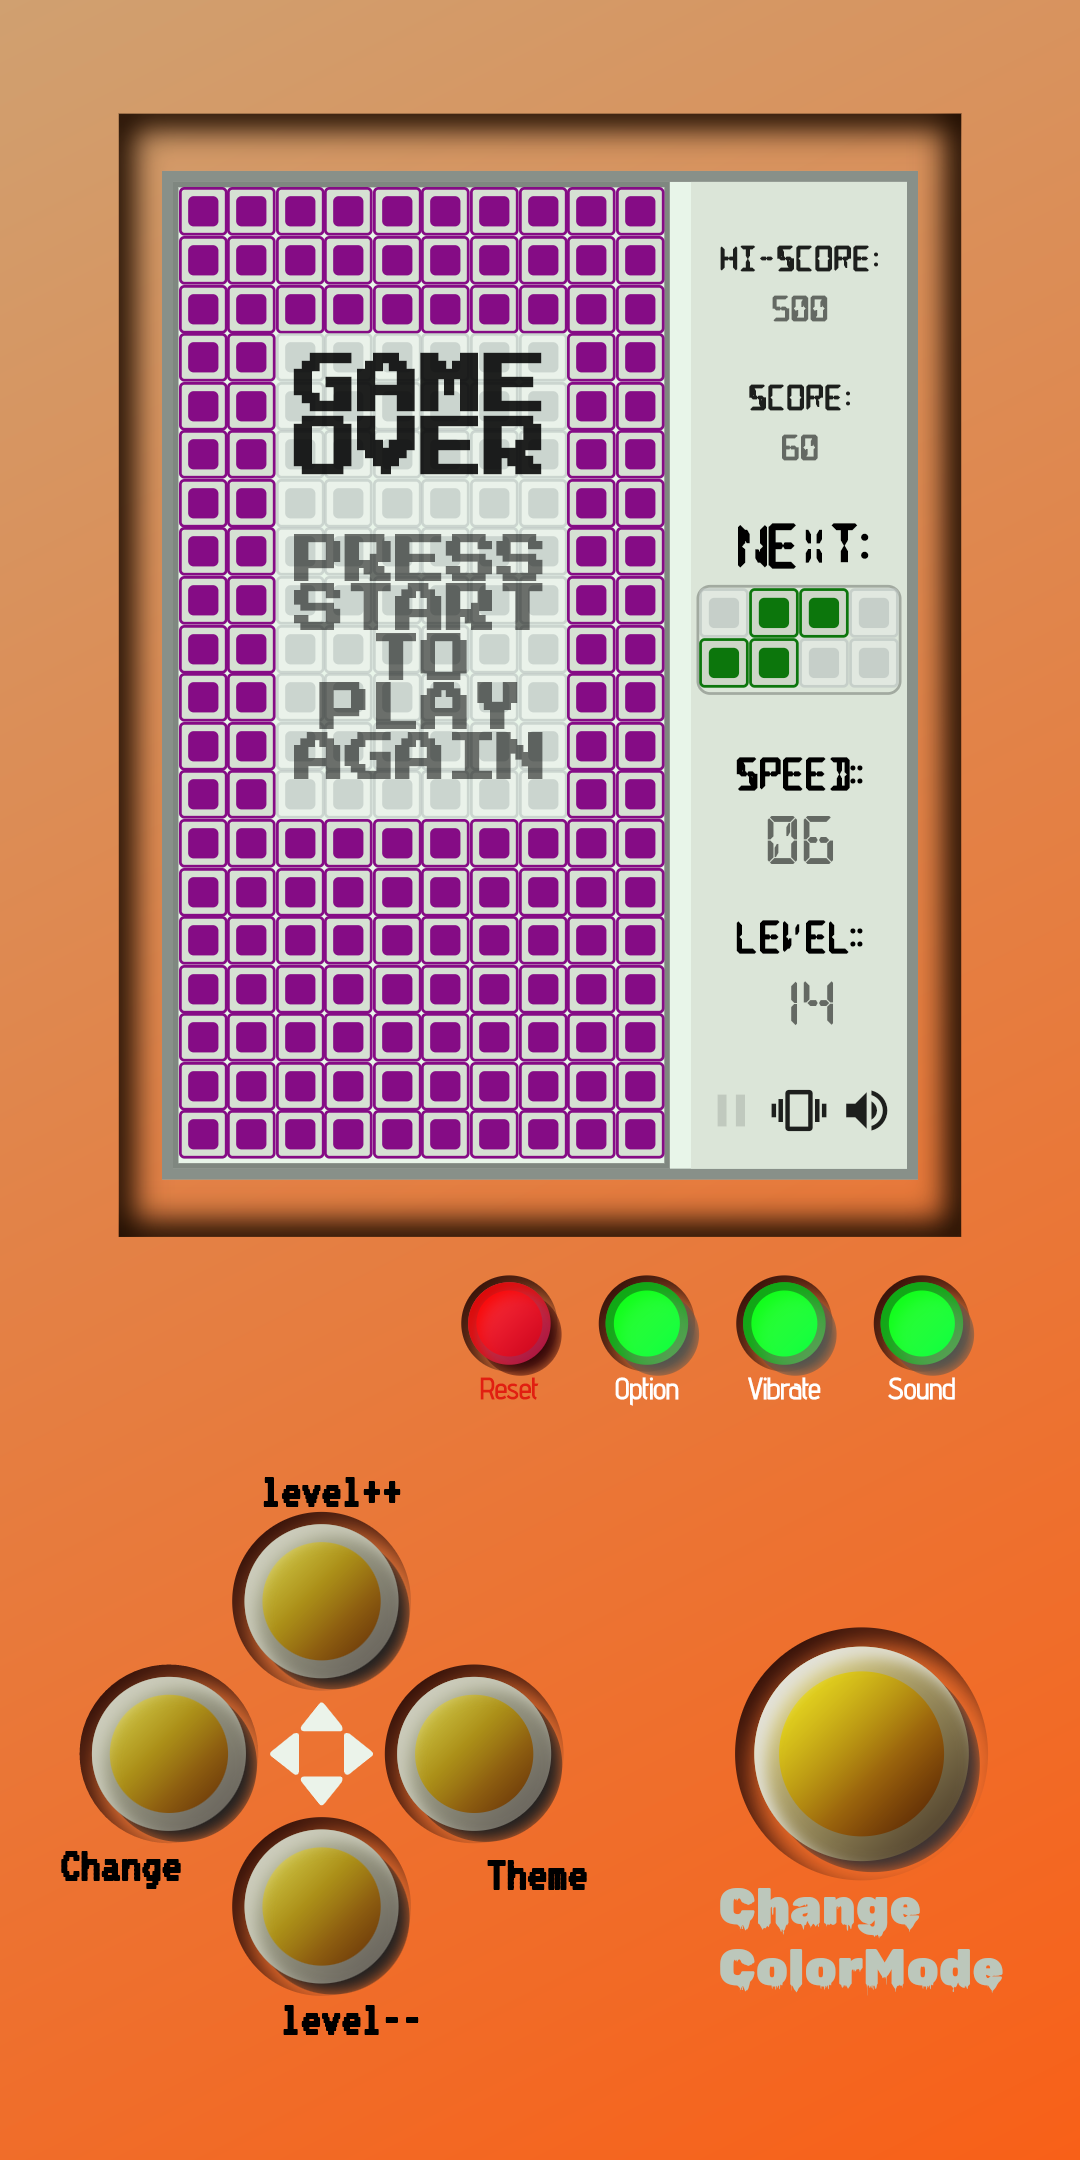 GAME
OVER
PRESS
START
TO
PLAY
AGAIN
HI-SCORE:
500
SCORE:
60
NEXT:
SPEED::
06
LEVEL::
14
Reset
Option
Vibrate
Sound
level++
Change
Theme
level--
Change
ColorMode